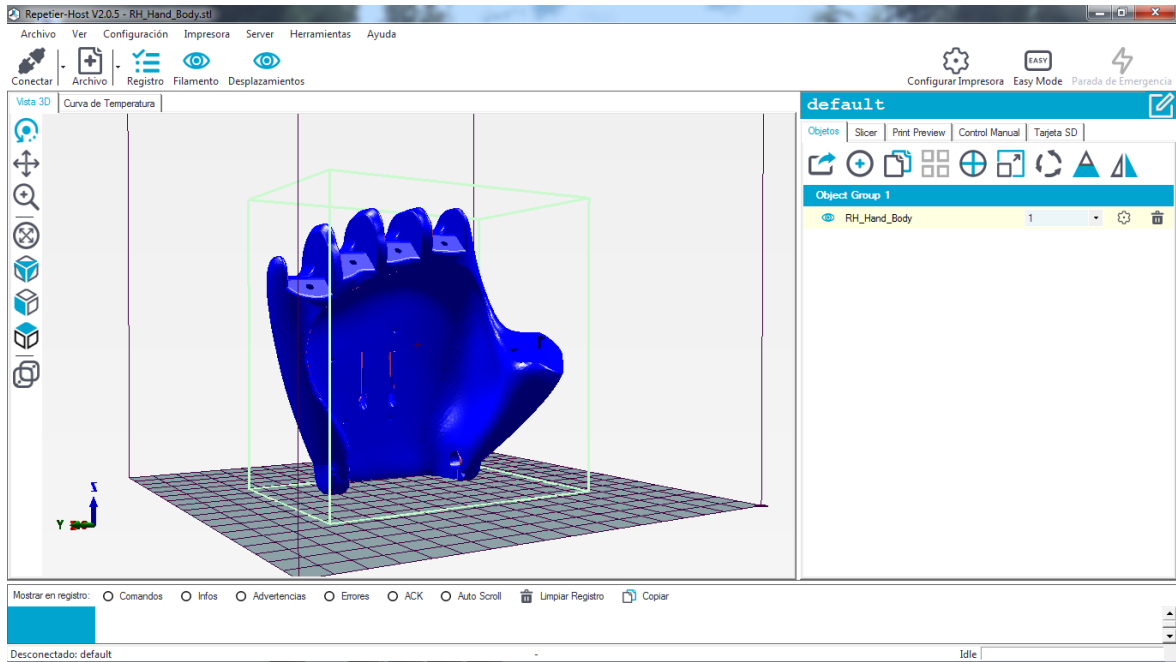 Repetier-Host V2.0.5 - RH_Hand_Body.stl
Archivo Ver Configuración Impresora Server Herramientas Ayuda
Conectar Archivo Registro Filamento Desplazamientos Configurar Impresora EASY Easy Mode Parada de Emergencia
Vista 3D Curva de Temperatura
default
Objetos Slicer Print Preview Control Manual Tarjeta SD
Object Group 1
RH_Hand_Body 1
Z
Y
Mostrar en registro: Comandos Infos Advertencias Errores ACK Auto Scroll Limpiar Registro Copiar
Desconectado: default - Idle